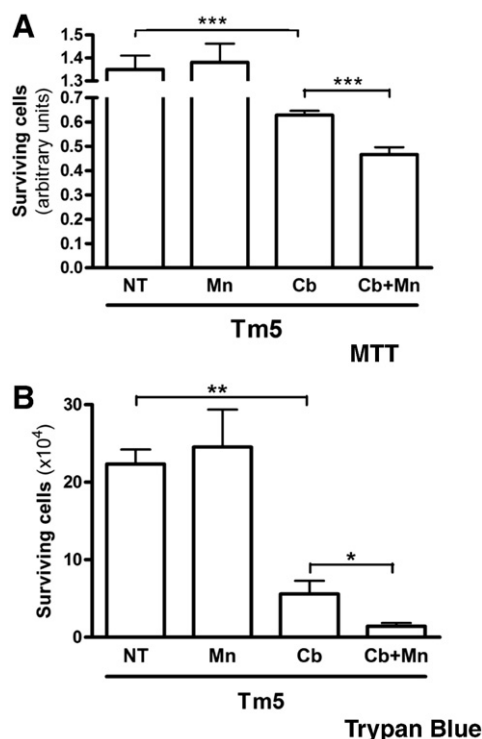 A
***
***
Surviving cells
(arbitrary units)
1.5
1.4
1.3
0.7
0.6
0.5
0.4
0.3
0.2
0.1
0.0
NT Mn Cb Cb+Mn
Tm5
MTT
B
**
*
Surviving cells (x10⁴)
30
20
10
0
NT Mn Cb Cb+Mn
Tm5
Trypan Blue